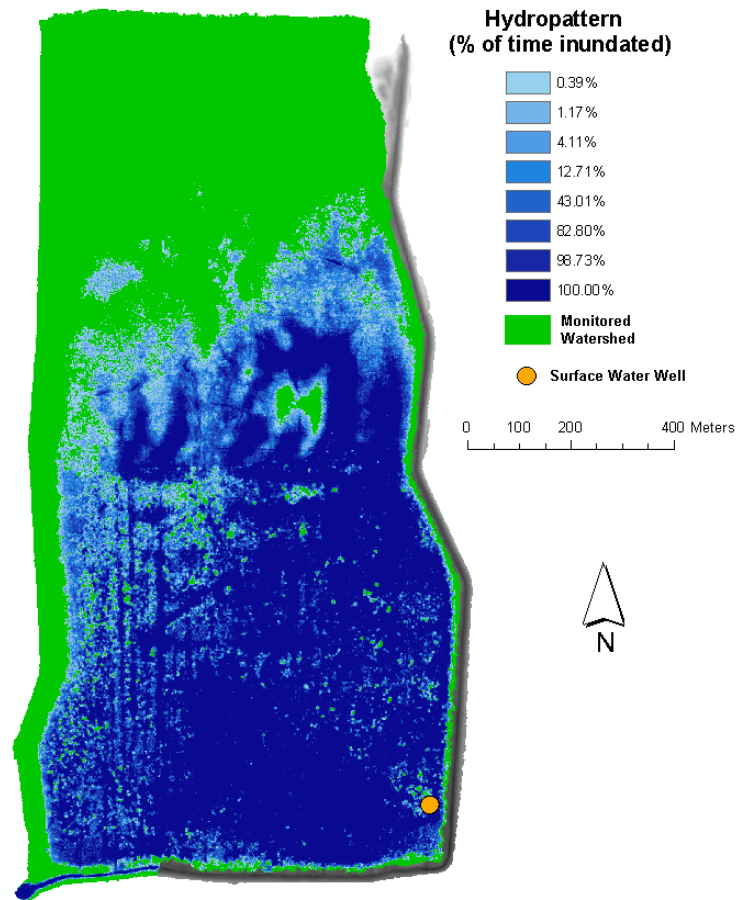 Hydropattern
(% of time inundated)
0.39%
1.17%
4.11%
12.71%
43.01%
82.80%
98.73%
100.00%
Monitored
Watershed
Surface Water Well
0 100 200 400 Meters
N